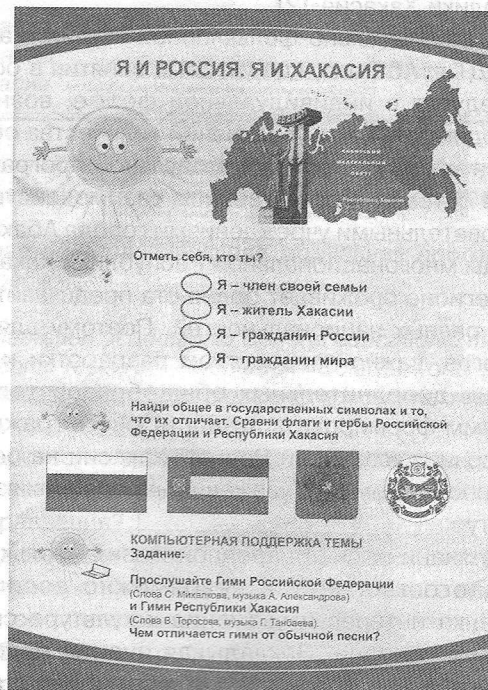 Я И РОССИЯ. Я И ХАКАСИЯ
Отметь себя, кто ты?
Я – член своей семьи
Я – житель Хакасии
Я – гражданин России
Я – гражданин мира
Найди общее в государственных символах и то,
что их отличает. Сравни флаги и гербы Российской
Федерации и Республики Хакасия
КОМПЬЮТЕРНАЯ ПОДДЕРЖКА ТЕМЫ
Задание:
Прослушайте Гимн Российской Федерации
(Слова С. Михалкова, музыка А. Александрова)
и Гимн Республики Хакасия
(Слова В. Торосова, музыка Г. Танбаева).
Чем отличается гимн от обычной песни?